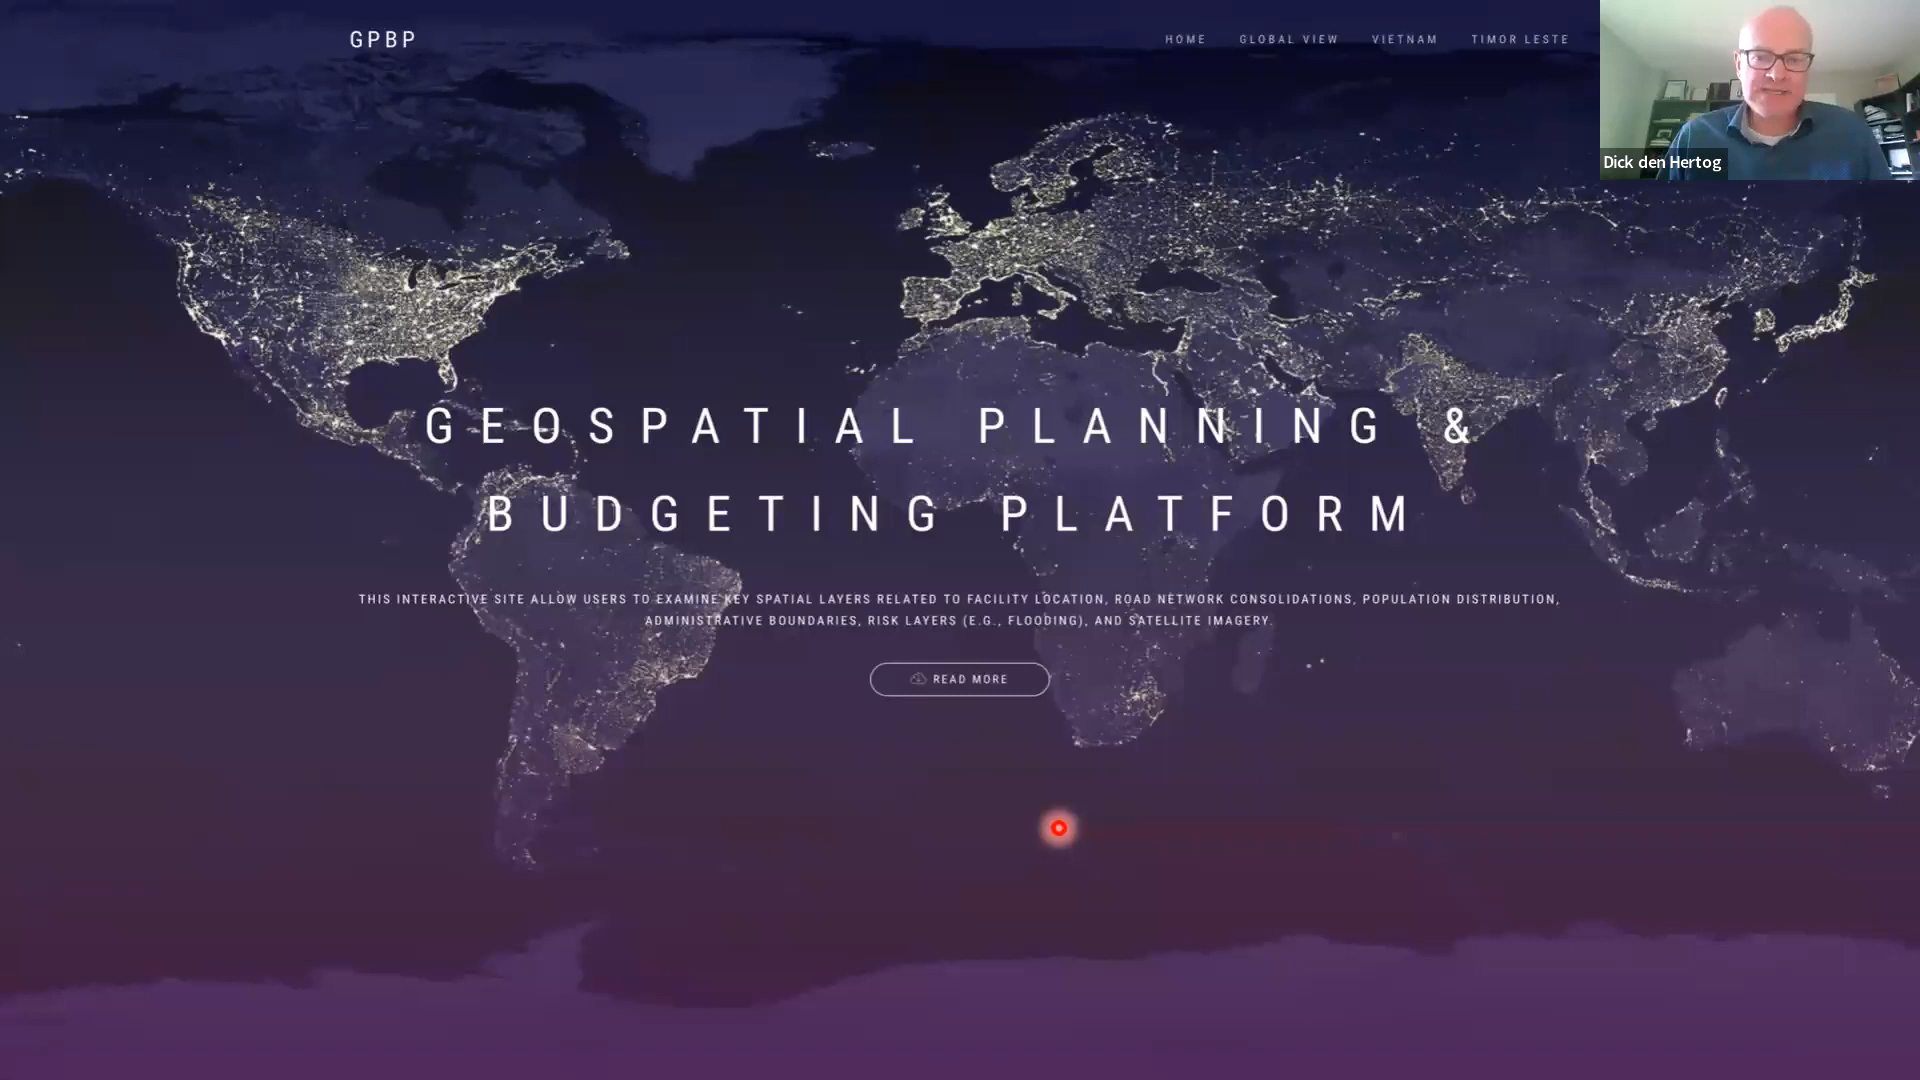 GPBP
HOME GLOBAL VIEW VIETNAM TIMOR LESTE
Dick den Hertog
GEOSPATIAL PLANNING &
BUDGETING PLATFORM
THIS INTERACTIVE SITE ALLOW USERS TO EXAMINE KEY SPATIAL LAYERS RELATED TO FACILITY LOCATION, ROAD NETWORK CONSOLIDATIONS, POPULATION DISTRIBUTION,
ADMINISTRATIVE BOUNDARIES, RISK LAYERS (E.G., FLOODING), AND SATELLITE IMAGERY.
READ MORE